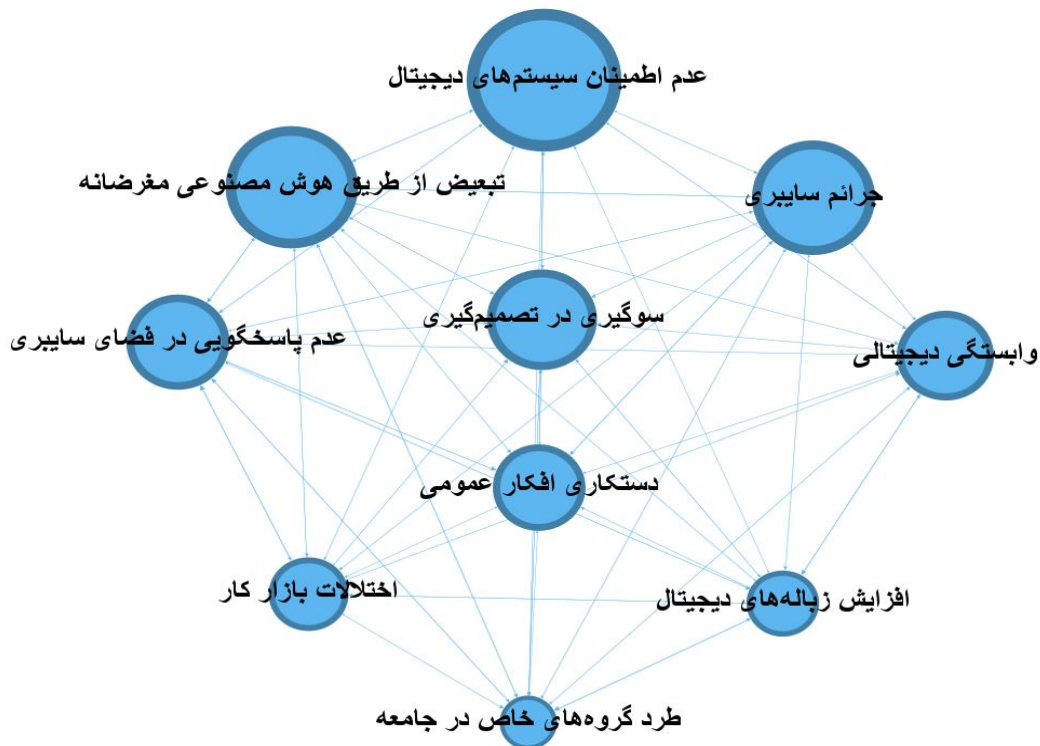 عدم اطمینان سیستم‌های دیجیتال
تبعیض از طریق هوش مصنوعی مغرضانه
جرائم سایبری
سوگیری در تصمیم‌گیری
عدم پاسخگویی در فضای سایبری
وابستگی دیجیتالی
دستکاری افکار عمومی
اختلالات بازار کار
افزایش زباله‌های دیجیتال
طرد گروه‌های خاص در جامعه